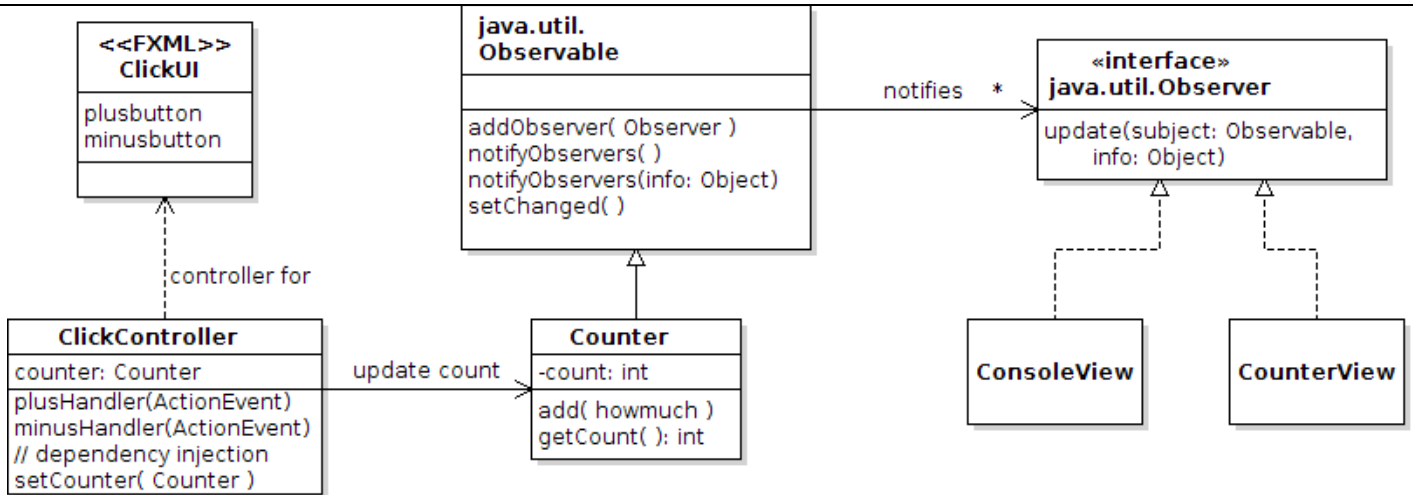 <<FXML>>
ClickUI
plusbutton
minusbutton
java.util.
Observable
addObserver( Observer )
notifyObservers( )
notifyObservers(info: Object)
setChanged( )
notifies *
«interface»
java.util.Observer
update(subject: Observable,
info: Object)
controller for
ClickController
counter: Counter
plusHandler(ActionEvent)
minusHandler(ActionEvent)
// dependency injection
setCounter( Counter )
update count
Counter
-count: int
add( howmuch )
getCount( ): int
ConsoleView
CounterView